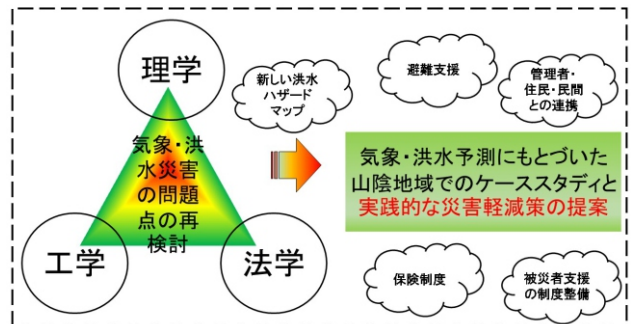 理学
気象・洪
水災害
の問題
点の再
検討
工学
法学
新しい洪水
ハザード
マップ
避難支援
管理者・
住民・民間
との連携
気象・洪水予測にもとづいた
山陰地域でのケーススタディと
実践的な災害軽減策の提案
保険制度
被災者支援
の制度整備